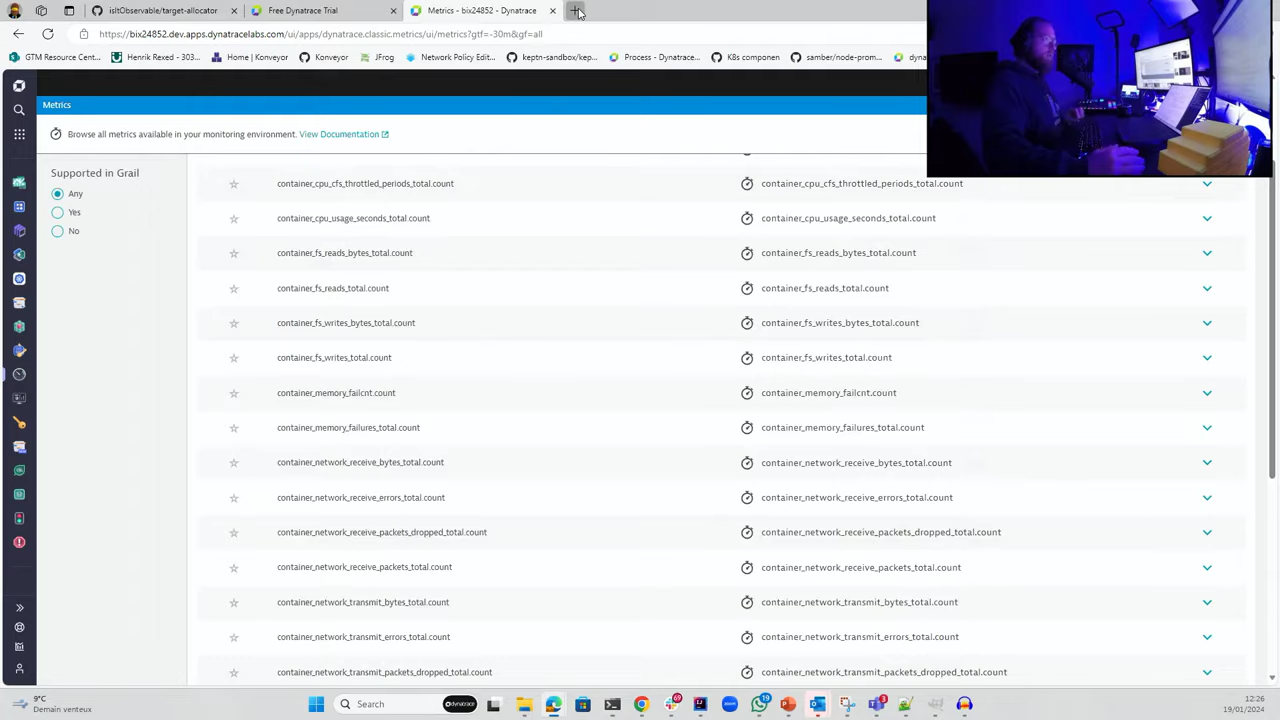 islObservable/target-allocator
Free Dynatrace Trial
Metrics - bix24852 - Dynatrace
https://bix24852.dev.apps.dynatracelabs.com/ui/apps/dynatrace.classic.metrics/ui/metrics?gtf=-30m&gf=all
GTM Resource Center...
Henrik Rexed - 303...
Home | Konveyor
Konveyor
JFrog
Network Policy Edit...
keptn-sandbox/kep...
Process - Dynatrace...
K8s componen
samber/node-prom...
dyna
Metrics
Browse all metrics available in your monitoring environment. View Documentation
Supported in Grail
Any
Yes
No
container_cpu_cfs_throttled_periods_total.count container_cpu_cfs_throttled_periods_total.count
container_cpu_usage_seconds_total.count container_cpu_usage_seconds_total.count
container_fs_reads_bytes_total.count container_fs_reads_bytes_total.count
container_fs_reads_total.count container_fs_reads_total.count
container_fs_writes_bytes_total.count container_fs_writes_bytes_total.count
container_fs_writes_total.count container_fs_writes_total.count
container_memory_failcnt.count container_memory_failcnt.count
container_memory_failures_total.count container_memory_failures_total.count
container_network_receive_bytes_total.count container_network_receive_bytes_total.count
container_network_receive_errors_total.count container_network_receive_errors_total.count
container_network_receive_packets_dropped_total.count container_network_receive_packets_dropped_total.count
container_network_receive_packets_total.count container_network_receive_packets_total.count
container_network_transmit_bytes_total.count container_network_transmit_bytes_total.count
container_network_transmit_errors_total.count container_network_transmit_errors_total.count
container_network_transmit_packets_dropped_total.count container_network_transmit_packets_dropped_total.count
9°C
Demain venteux
Search
dynatrace
69
19
3
12:26
19/01/2024